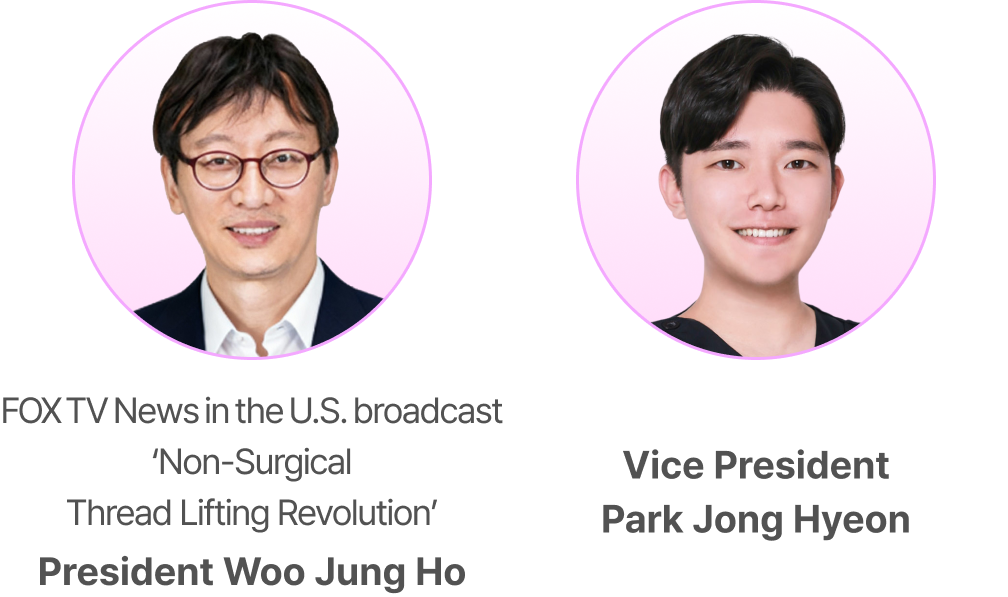 FOX TV News in the U.S. broadcast
‘Non-Surgical
Thread Lifting Revolution’
President Woo Jung Ho
Vice President
Park Jong Hyeon